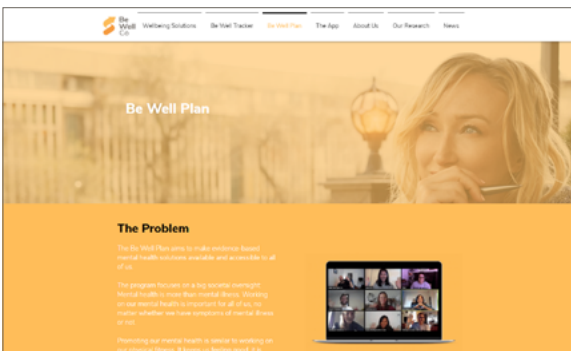 Be
Well
Co
Wellbeing Solutions Be Well Tracker Be Well Plan The App About Us Our Research News
Be Well Plan
The Problem
The Be Well Plan aims to make evidence-based
mental health solutions available and accessible to all
of us.
The program focuses on a big societal oversight.
Mental health is more than mental illness. Working
on our mental health is important for all of us, no
matter whether we have symptoms of mental illness
or not.
Promoting our mental health is similar to working on